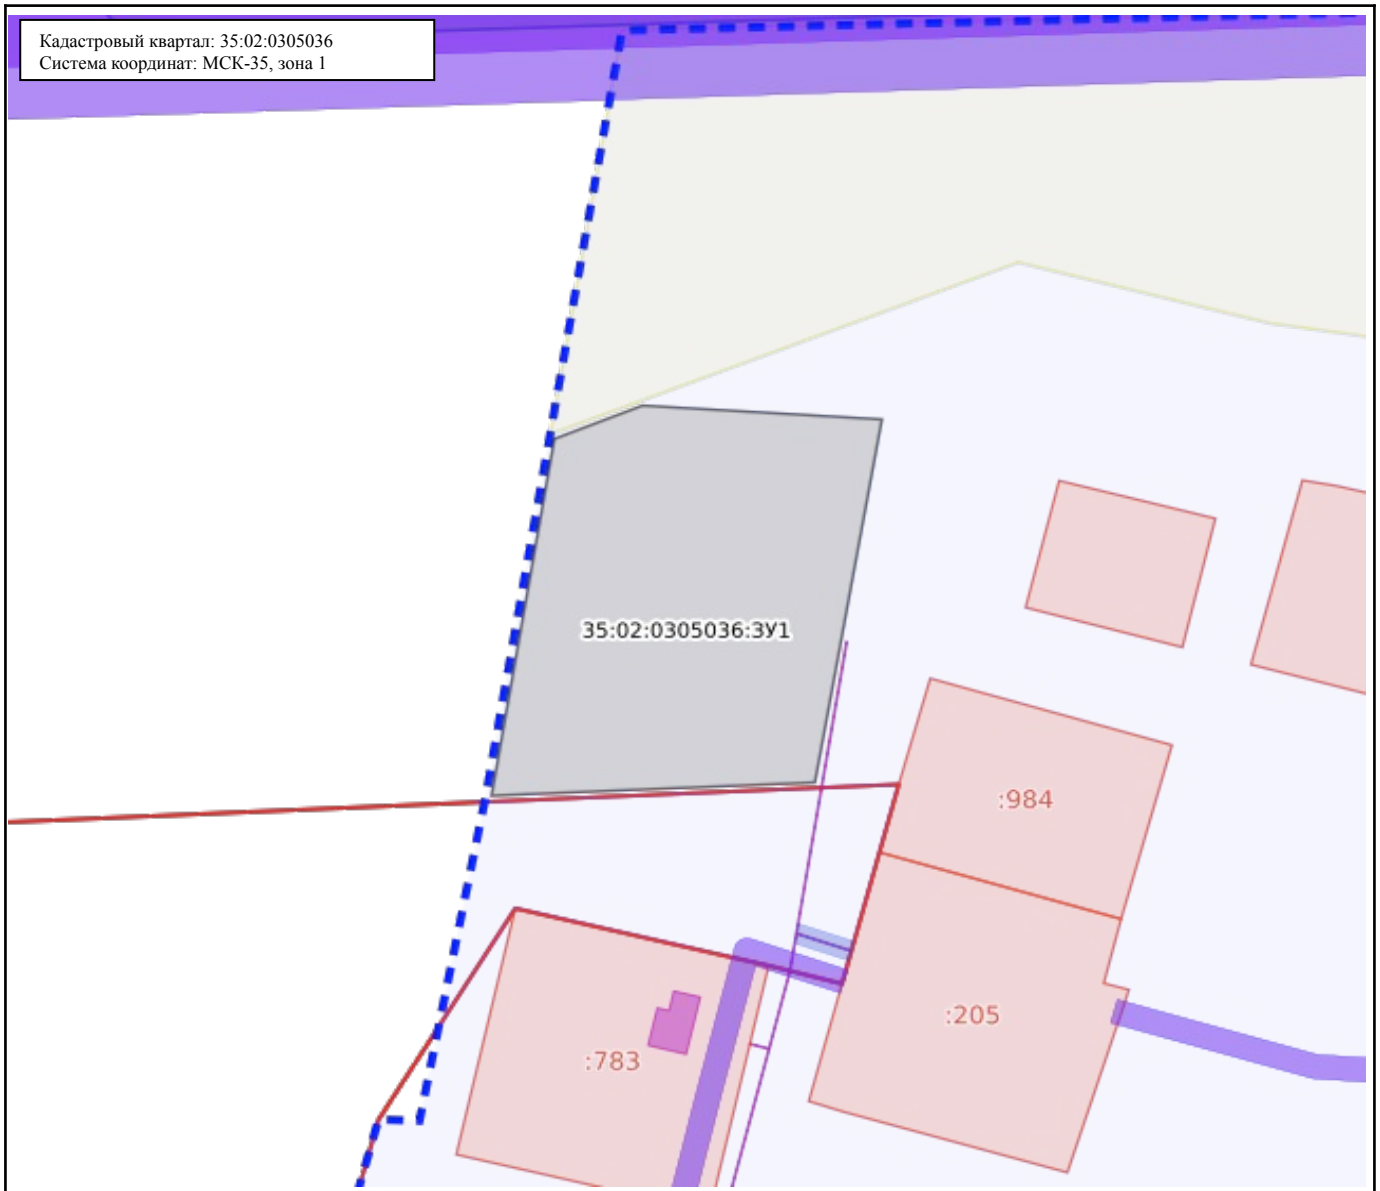 Кадастровый квартал: 35:02:0305036
Система координат: МСК-35, зона 1
35:02:0305036:ЗУ1
:984
:205
:783